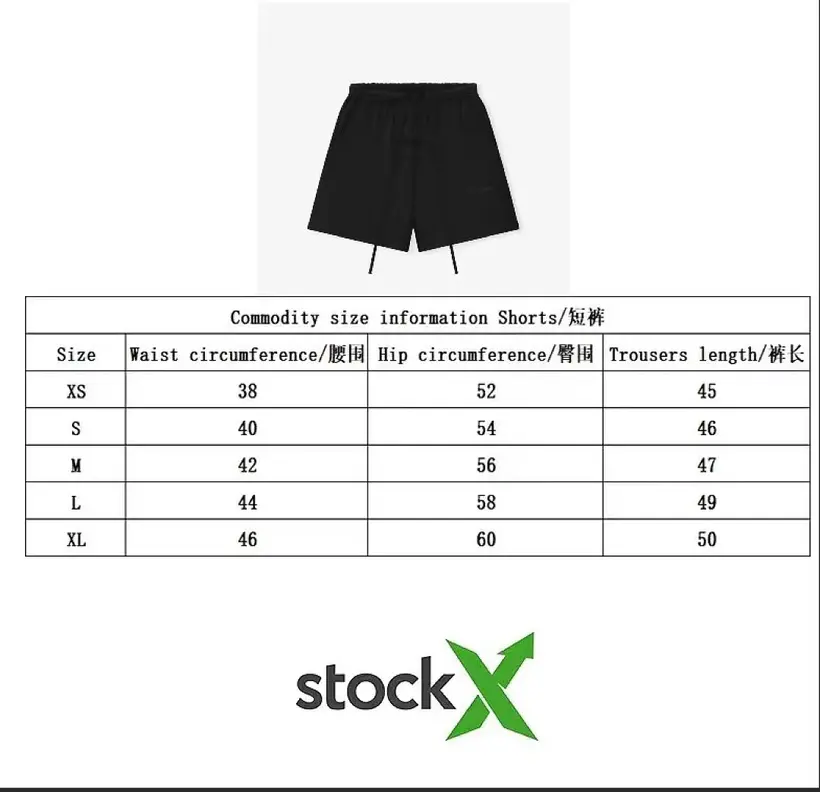 Commodity size information Shorts/短裤
Size Waist circumference/腰围 Hip circumference/臀围 Trousers length/裤长
XS 38 52 45
S 40 54 46
M 42 56 47
L 44 58 49
XL 46 60 50
stockX